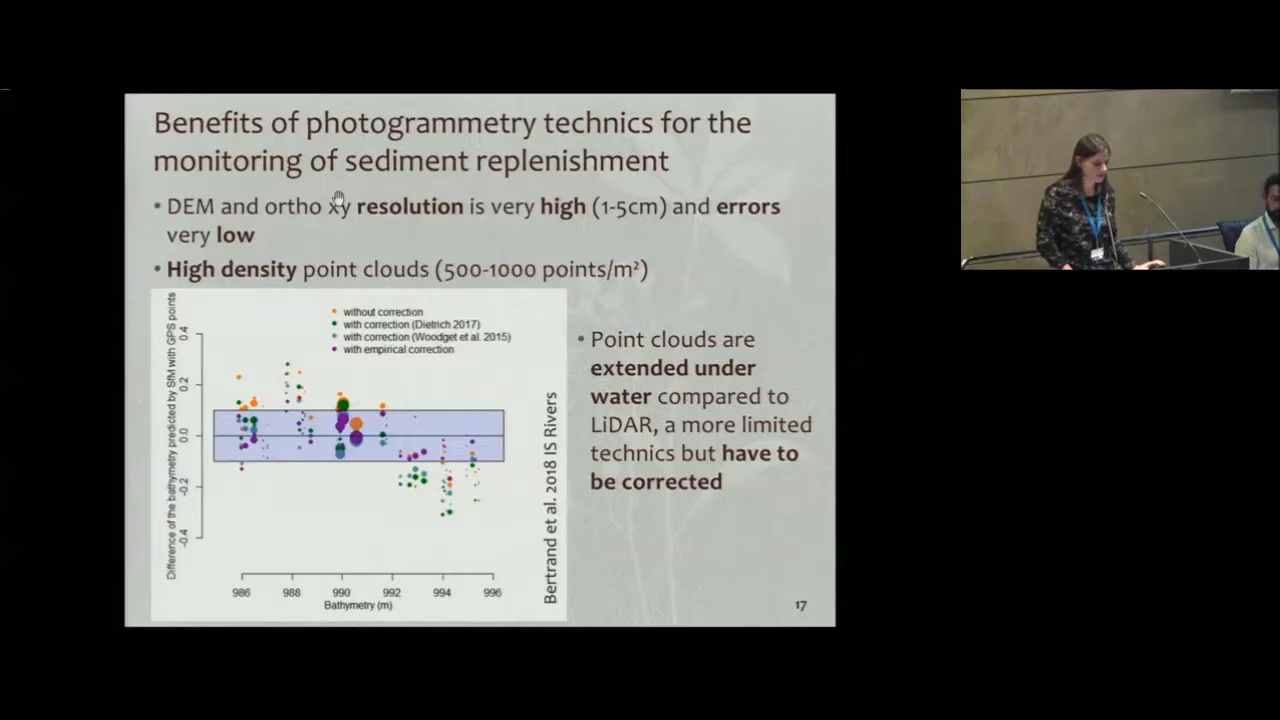 Benefits of photogrammetry technics for the
monitoring of sediment replenishment
• DEM and ortho xy resolution is very high (1-5cm) and errors
very low
• High density point clouds (500-1000 points/m²)
Difference of the bathymetry predicted by SfM with GPS points
0.4
0.2
0.0
-0.2
-0.4
without correction
with correction (Dietrich 2017)
with correction (Woodget et al. 2015)
with empirical correction
986 988 990 992 994 996
Bathymetry (m)
Bertrand et al. 2018 IS Rivers
• Point clouds are
extended under
water compared to
LiDAR, a more limited
technics but have to
be corrected
17